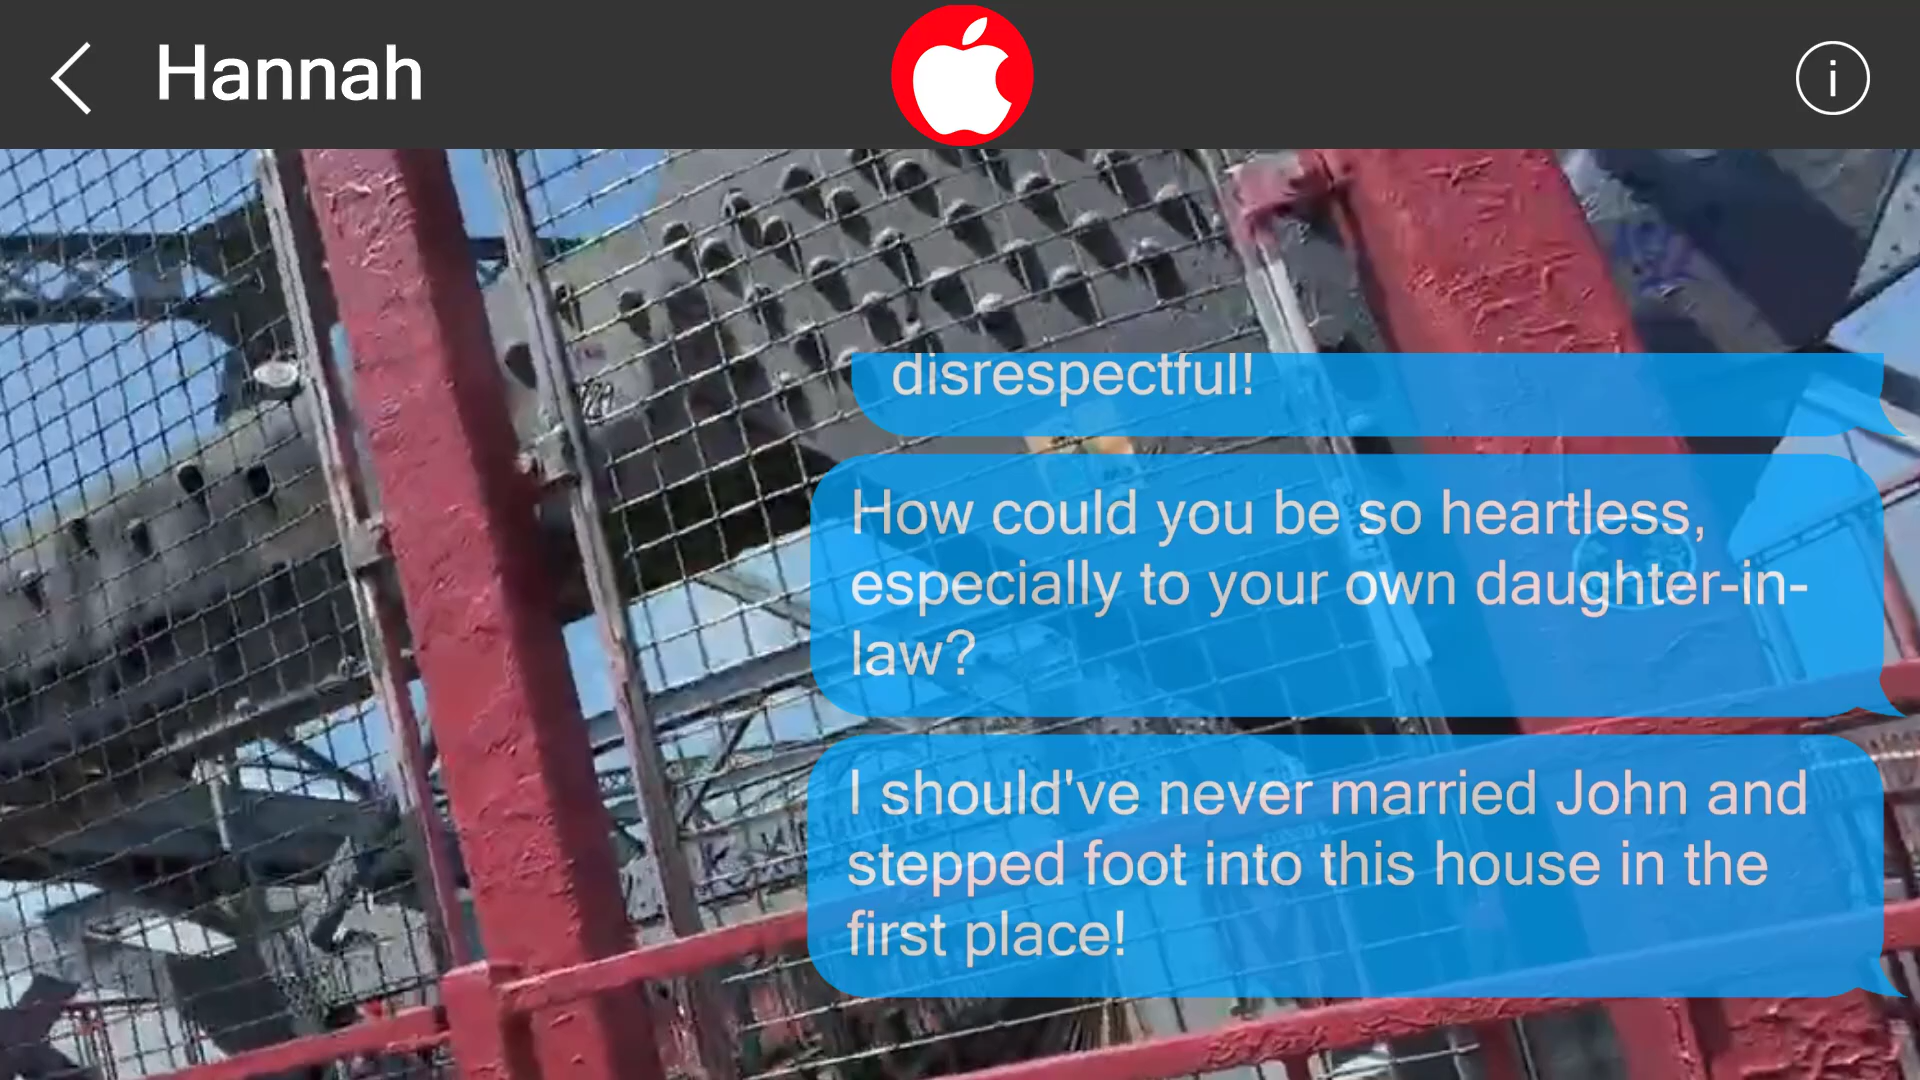 Hannah
disrespectful!
How could you be so heartless,
especially to your own daughter-in-
law?
I should've never married John and
stepped foot into this house in the
first place!